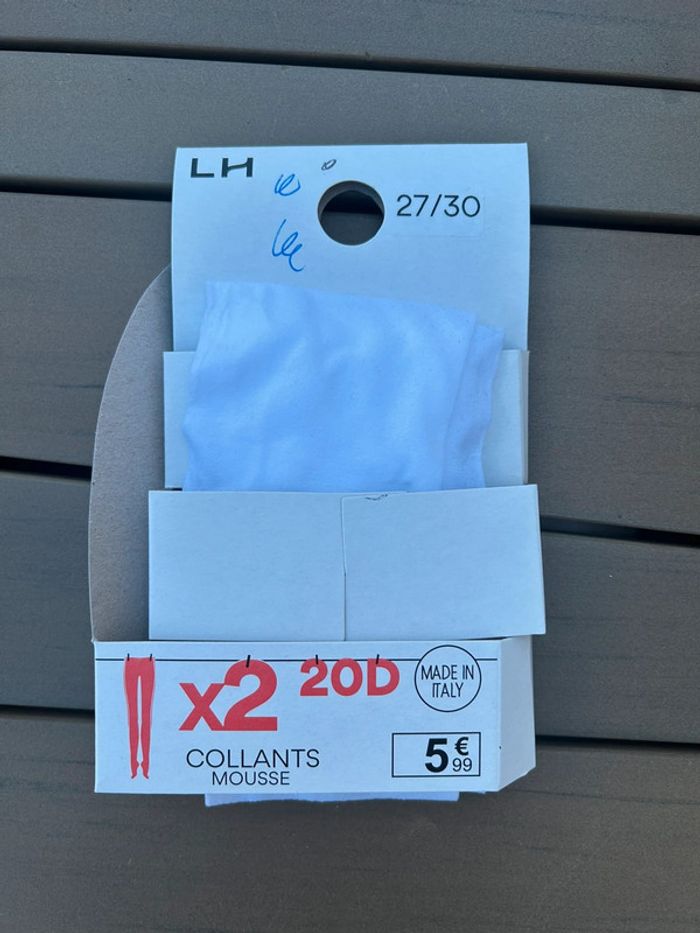 LH
27/30
x2 20D
MADE IN
ITALY
COLLANTS
MOUSSE
5€99